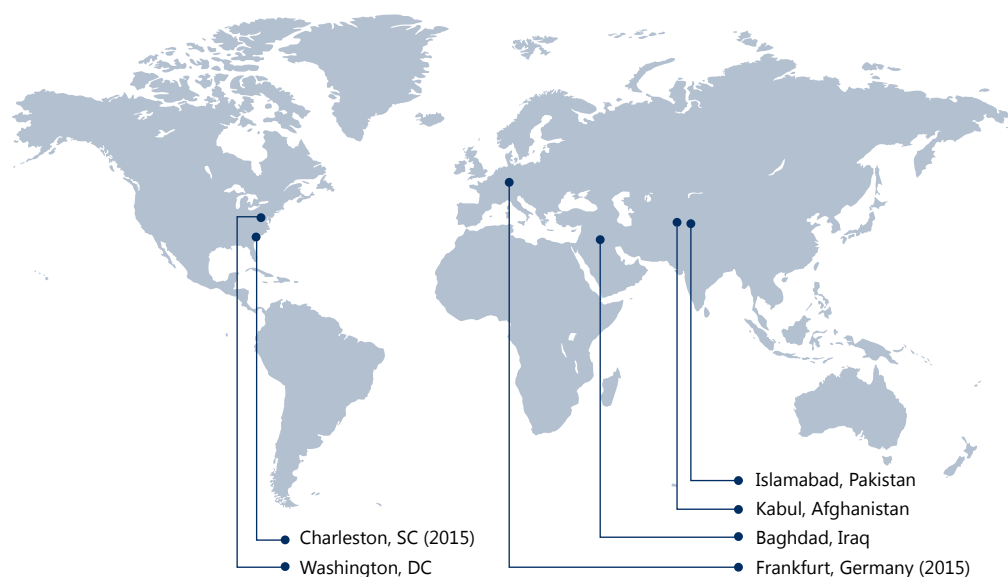 Islamabad, Pakistan
Kabul, Afghanistan
Charleston, SC (2015)
Baghdad, Iraq
Washington, DC
Frankfurt, Germany (2015)